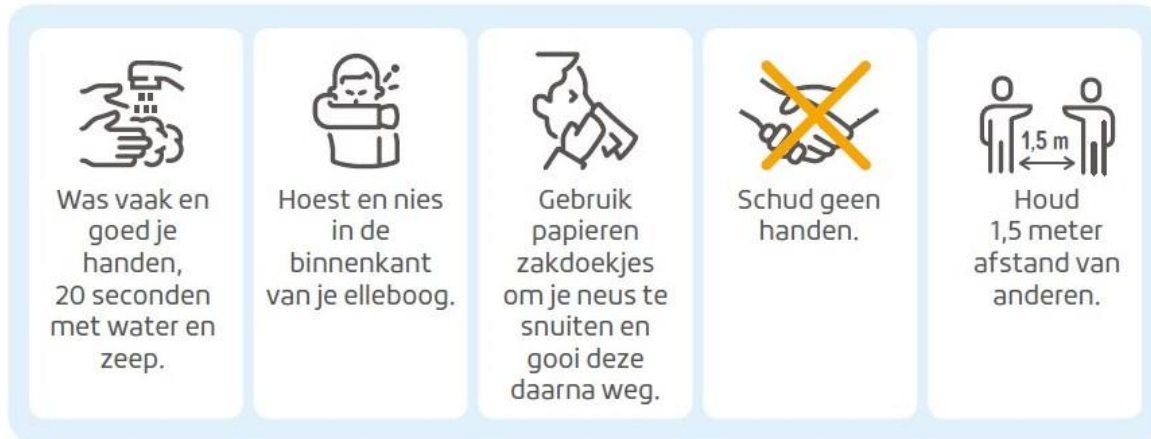 Was vaak en
goed je
handen,
20 seconden
met water en
zeep.
Hoest en nies
in de
binnenkant
van je elleboog.
Gebruik
papieren
zakdoekjes
om je neus te
snuiten en
gooi deze
daarna weg.
Schud geen
handen.
1,5 m
Houd
1,5 meter
afstand van
anderen.